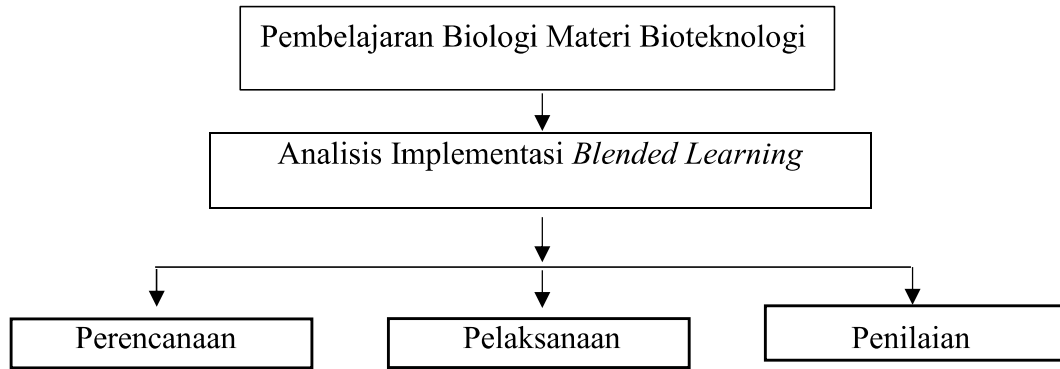 Pembelajaran Biologi Materi Bioteknologi
Analisis Implementasi Blended Learning
Perencanaan
Pelaksanaan
Penilaian